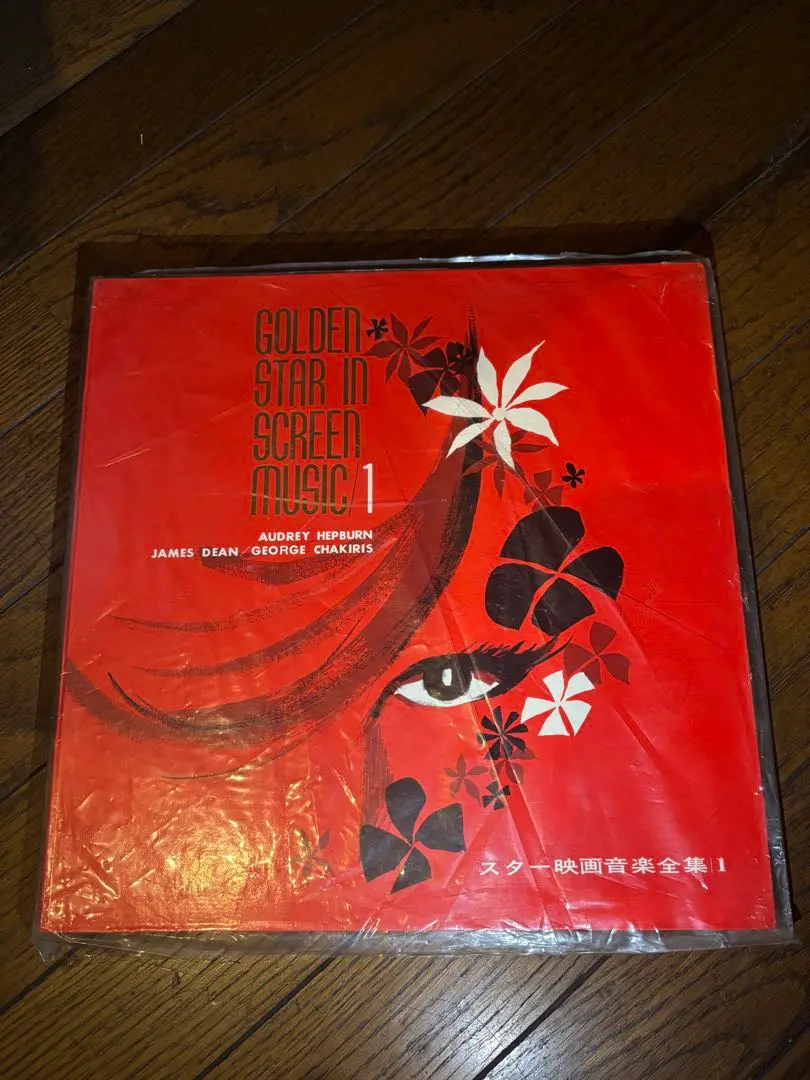 GOLDEN
STAR IN
SCREEN
MUSIC/1
AUDREY HEPBURN
JAMES DEAN GEORGE CHAKIRIS
スター映画音楽全集 1